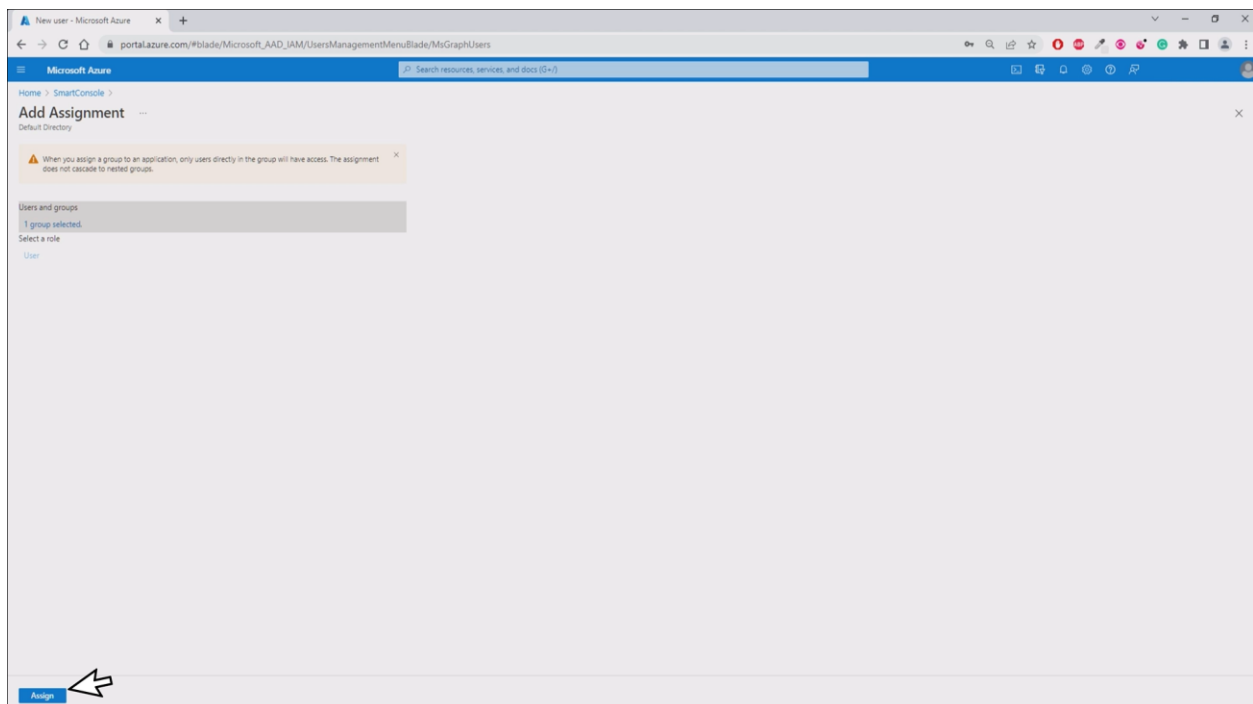 New user - Microsoft Azure
portal.azure.com/#blade/Microsoft_AAD_IAM/UsersManagementMenuBlade/MsGraphUsers
Microsoft Azure
Search resources, services, and docs (G+/)
Home > SmartConsole >
Add Assignment ...
Default Directory
When you assign a group to an application, only users directly in the group will have access. The assignment
does not cascade to nested groups.
Users and groups
1 group selected.
Select a role
User
Assign